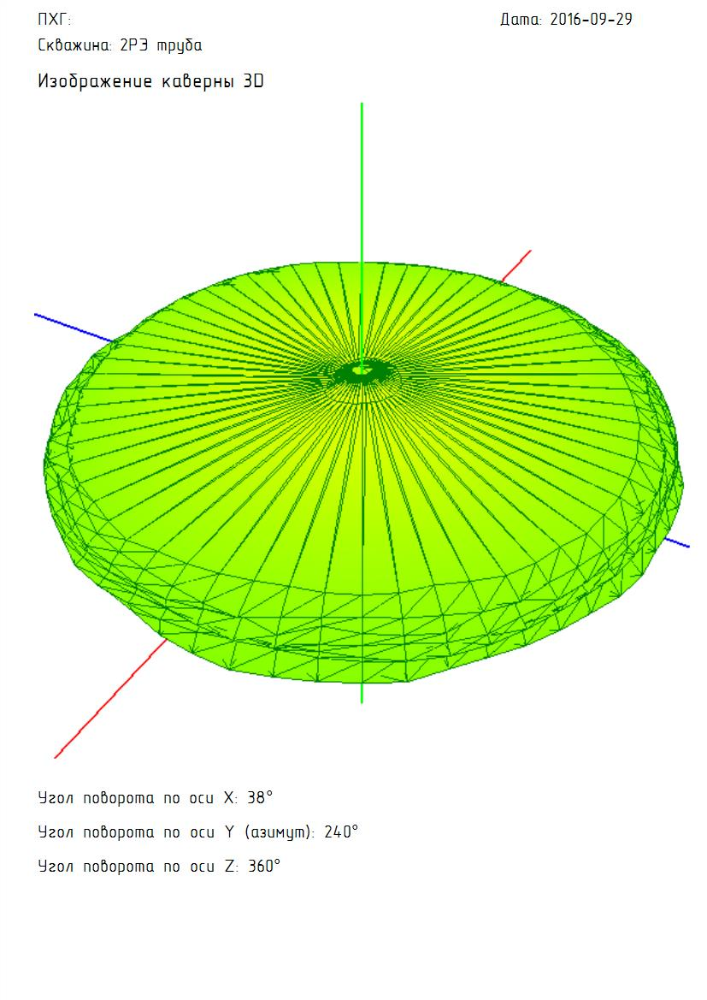 ПХГ:
Дата: 2016-09-29
Скважина: 2РЭ труба
Изображение каверны 3D
Угол поворота по оси X: 38°
Угол поворота по оси Y (азимут): 240°
Угол поворота по оси Z: 360°